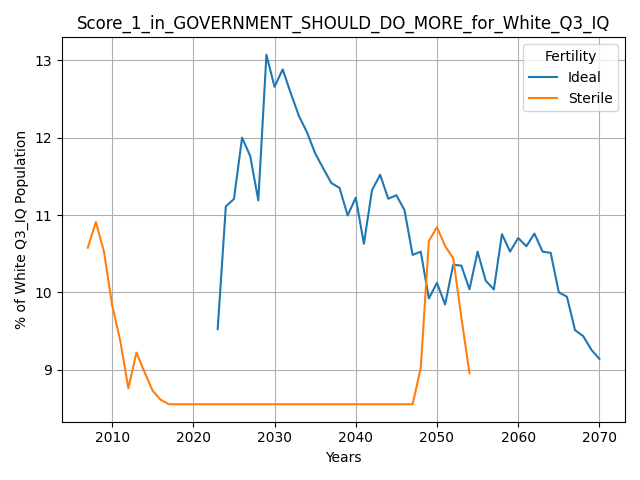 Score_1_in_GOVERNMENT_SHOULD_DO_MORE_for_White_Q3_IQ
Fertility
Ideal
Sterile
% of White Q3_IQ Population
13
12
11
10
9
2010 2020 2030 2040 2050 2060 2070
Years